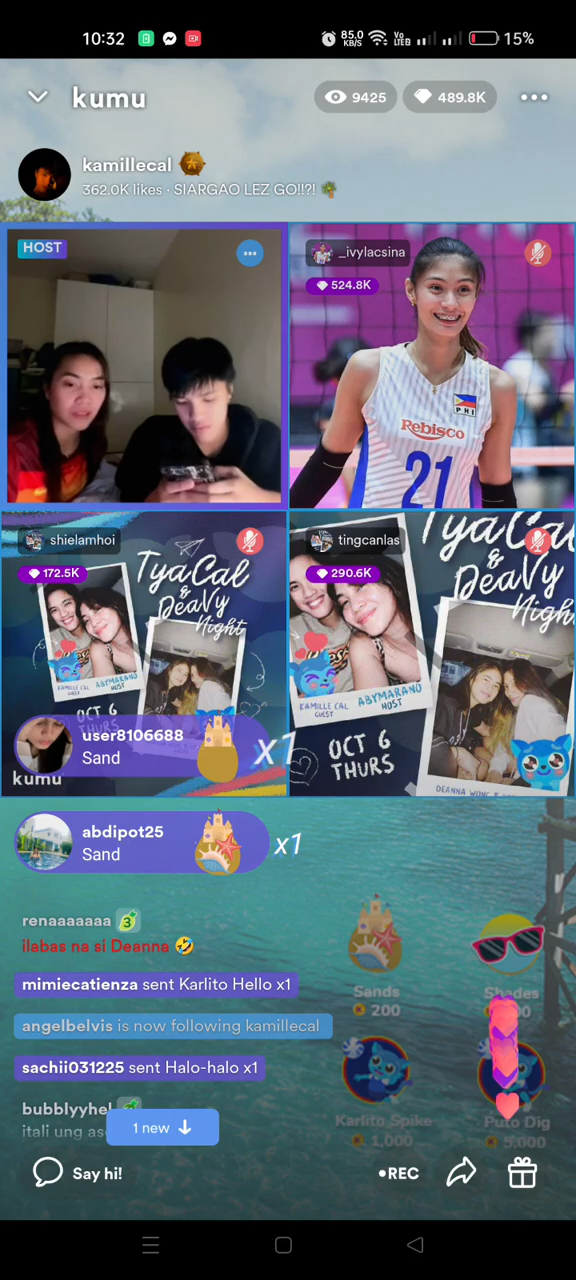 10:32
85.0 KB/S
Vo LTE 2
15%
kumu
9425
489.8K
kamillecal
362.0K likes · SIARGAO LEZ GO!!?! 🌴
HOST
_ivylacsina
524.8K
PHI
Rebisco
21
shielamhoi
172.5K
TyaCal
&
DeaVy
Night
KAMILLE CAL
GUEST
ABYMARANO
HOST
OCT 6
THURS
user8106688
Sand
x1
kumu
tingcanlas
290.6K
TyaCal
&
DeaVy
Night
KAMILLE CAL
GUEST
ABYMARANO
HOST
OCT 6
THURS
abdipot25
Sand
x1
renaaaaaaa 3
ilabas na si Deanna 🤣
mimiecatienza sent Karlito Hello x1
angelbelvis is now following kamillecal
sachii031225 sent Halo-halo x1
bubblyyhel
itali ung
1 new ↓
Sands
200
Shades
Karlito Spike
1,000
Puto Dig
5,000
Say hi!
•REC